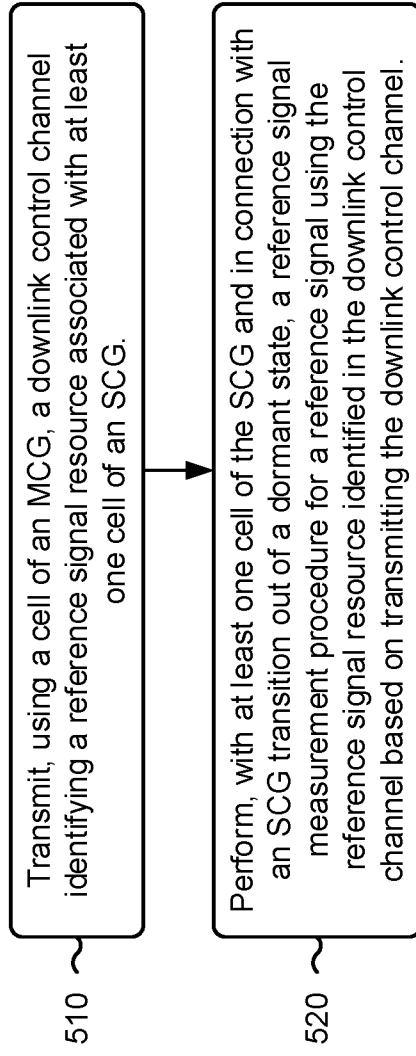 510
Transmit, using a cell of an MCG, a downlink control channel
identifying a reference signal resource associated with at least
one cell of an SCG.
520
Perform, with at least one cell of the SCG and in connection with
an SCG transition out of a dormant state, a reference signal
measurement procedure for a reference signal using the
reference signal resource identified in the downlink control
channel based on transmitting the downlink control channel.